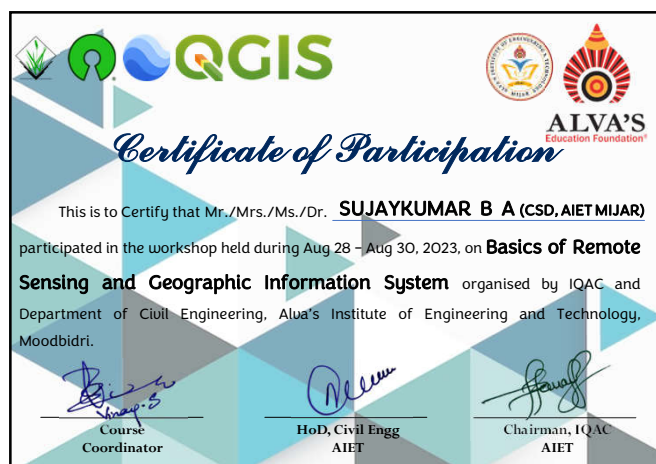 QGIS
ALVA'S
Education Foundation®
Certificate of Participation
This is to Certify that Mr./Mrs./Ms./Dr. SUJAYKUMAR B A (CSD, AIET MIJAR)
participated in the workshop held during Aug 28 – Aug 30, 2023, on Basics of Remote
Sensing and Geographic Information System organised by IQAC and
Department of Civil Engineering, Alva's Institute of Engineering and Technology,
Moodbidri.
Vinay.S
Course
Coordinator
HoD, Civil Engg
AIET
Chairman, IQAC
AIET